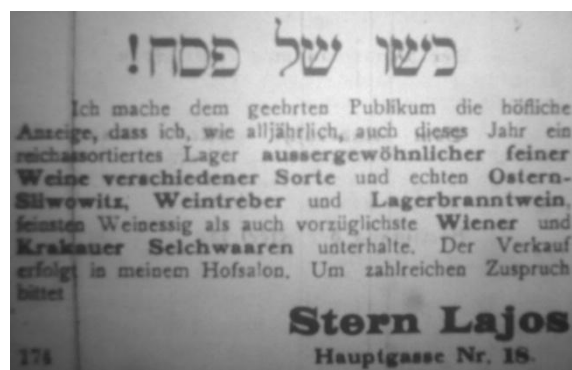 כשו של פסח!
Ich mache dem geehrten Publikum die höfliche
Anzeige, dass ich, wie alljährlich, auch dieses Jahr ein
reichassortiertes Lager aussergewöhnlicher feiner
Weine verschiedener Sorte und echten Ostern-
Sliwowitz, Weintreber und Lagerbranntwein,
feinsten Weinessig als auch vorzüglichste Wiener und
Krakauer Selchwaaren unterhalte. Der Verkauf
erfolgt in meinem Hofsalon. Um zahlreichen Zuspruch
bittet
Stern Lajos
174 Hauptgasse Nr. 18.